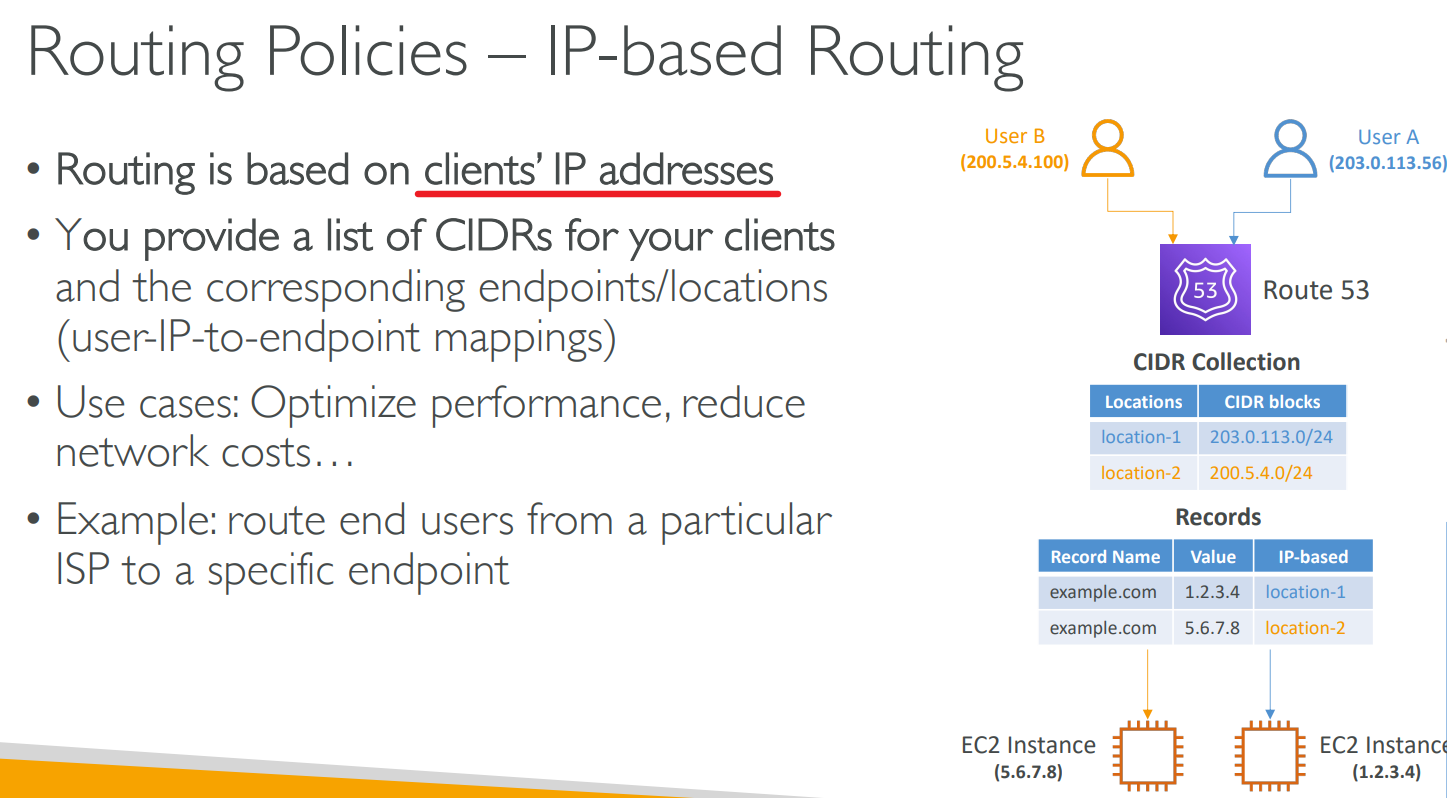 Routing Policies – IP-based Routing
• Routing is based on clients’ IP addresses
• You provide a list of CIDRs for your clients
and the corresponding endpoints/locations
(user-IP-to-endpoint mappings)
• Use cases: Optimize performance, reduce
network costs…
• Example: route end users from a particular
ISP to a specific endpoint
User B
(200.5.4.100)
User A
(203.0.113.56)
53
Route 53
CIDR Collection
Locations CIDR blocks
location-1 203.0.113.0/24
location-2 200.5.4.0/24
Records
Record Name Value IP-based
example.com 1.2.3.4 location-1
example.com 5.6.7.8 location-2
EC2 Instance
(5.6.7.8)
EC2 Instance
(1.2.3.4)